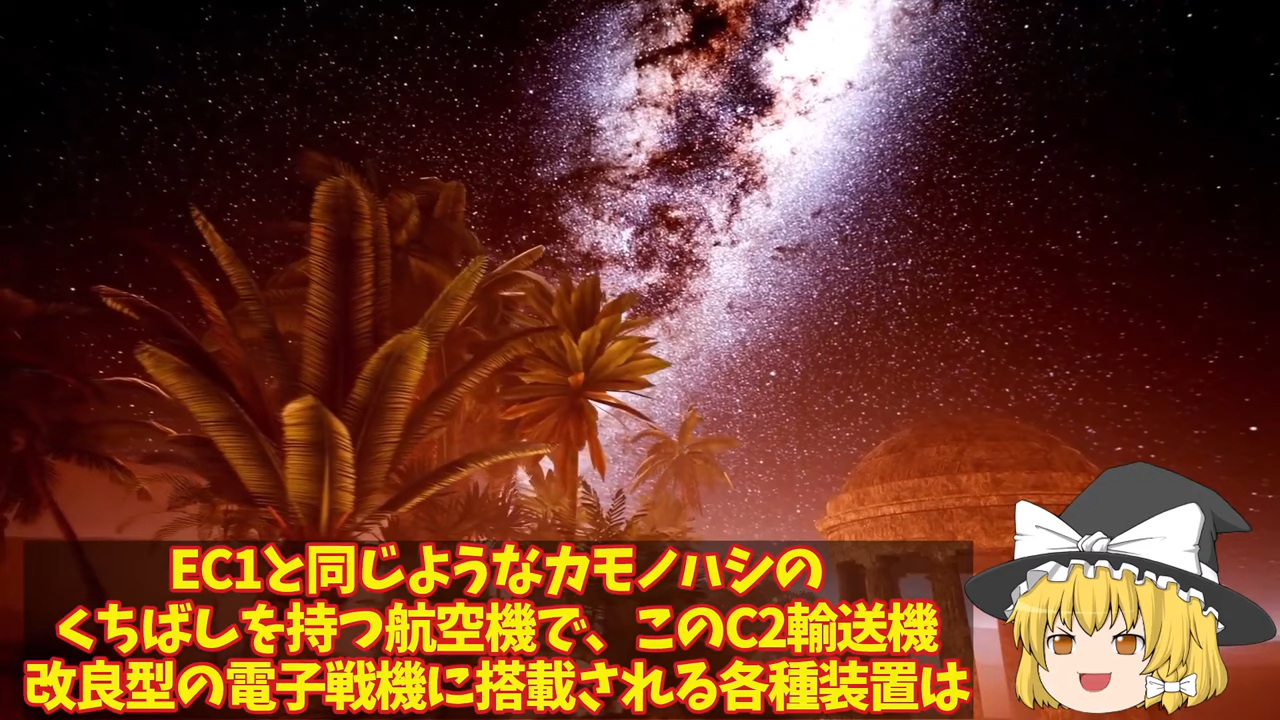 EC1と同じようなカモノハシの
くちばしを持つ航空機で、このC2輸送機
改良型の電子戦機に搭載される各種装置は